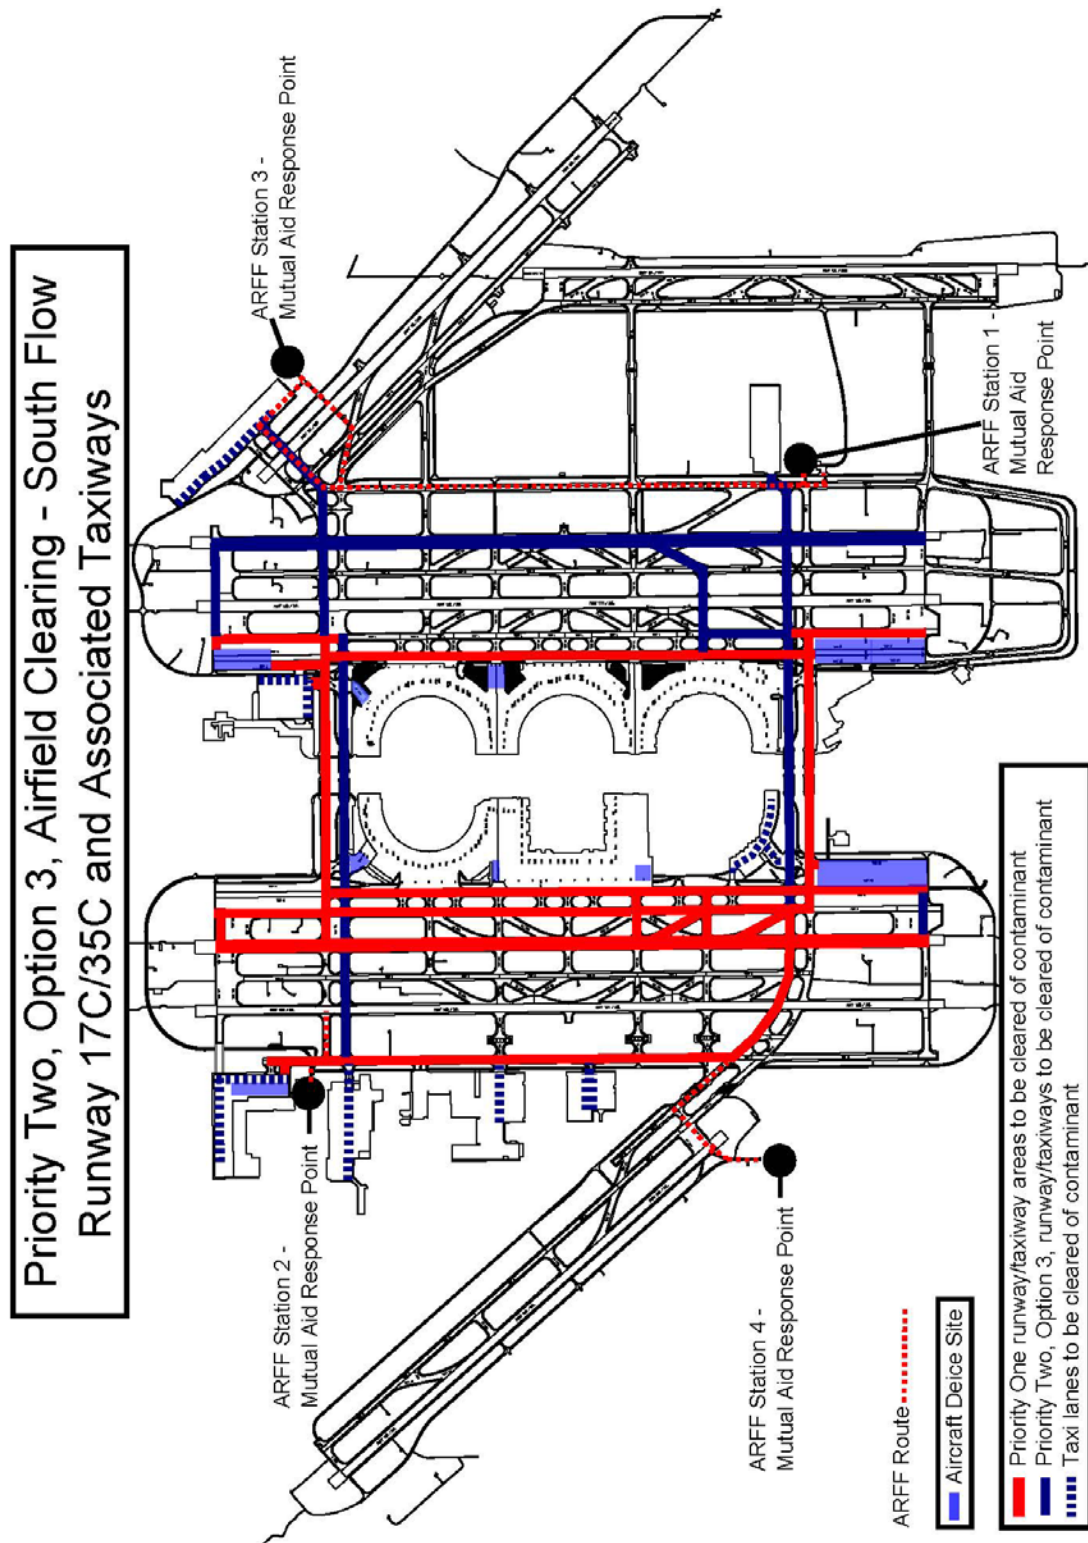 Priority Two, Option 3, Airfield Clearing - South Flow
Runway 17C/35C and Associated Taxiways
ARFF Station 2 -
Mutual Aid Response Point
ARFF Station 3 -
Mutual Aid Response Point
ARFF Station 4 -
Mutual Aid Response Point
ARFF Station 1 -
Mutual Aid
Response Point
ARFF Route
Aircraft Deice Site
Priority One runway/taxiway areas to be cleared of contaminant
Priority Two, Option 3, runway/taxiways to be cleared of contaminant
Taxi lanes to be cleared of contaminant